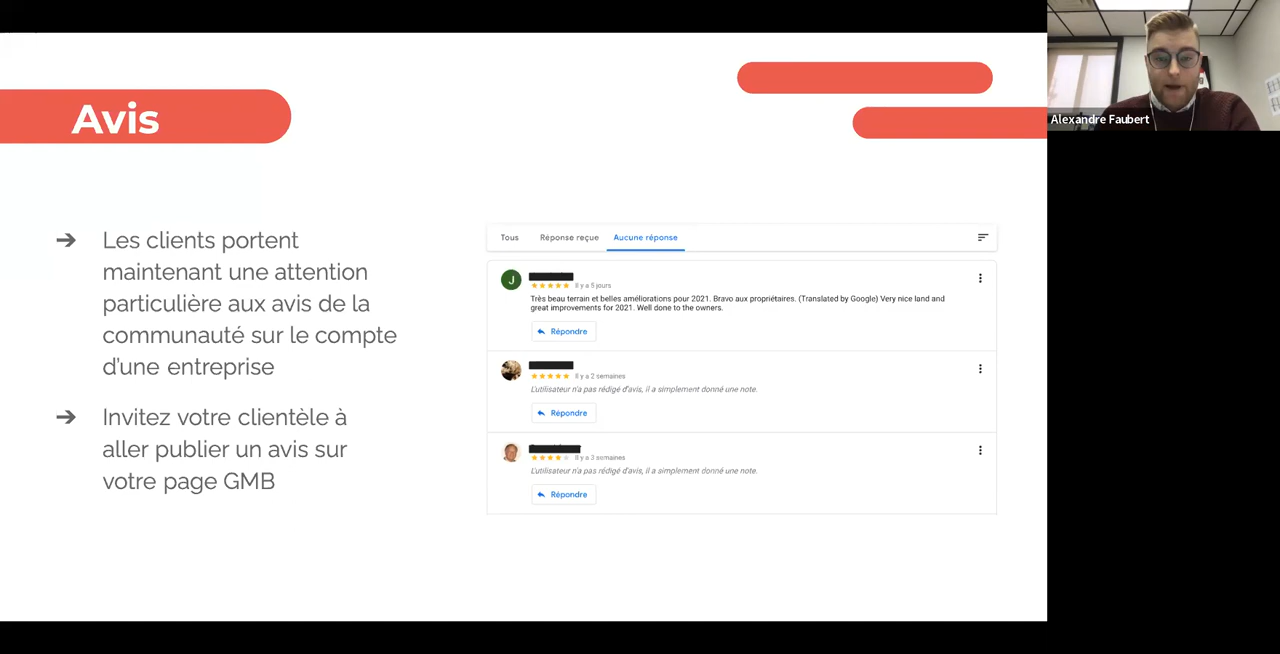 Avis
Alexandre Faubert
➔ Les clients portent
maintenant une attention
particulière aux avis de la
communauté sur le compte
d'une entreprise
➔ Invitez votre clientèle à
aller publier un avis sur
votre page GMB
Tous Réponse reçue Aucune réponse
J
Il y a 5 jours
Très beau terrain et belles améliorations pour 2021. Bravo aux propriétaires. (Translated by Google) Very nice land and
great improvements for 2021. Well done to the owners.
Répondre
Il y a 2 semaines
L'utilisateur n'a pas rédigé d'avis, il a simplement donné une note.
Répondre
Il y a 3 semaines
L'utilisateur n'a pas rédigé d'avis, il a simplement donné une note.
Répondre